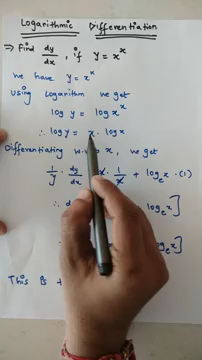 Logarithmic Differentiation
⇒ Find dy/dx, if y = x^x
We have y = x^x
Using Logarithm we get
log y = log x^x
∴ log y = x · log x
Differentiating w. x, we get
1/y · dy/dx x · 1/x + log_e x · (1)
∴ log_e x]
log_e x]
This is